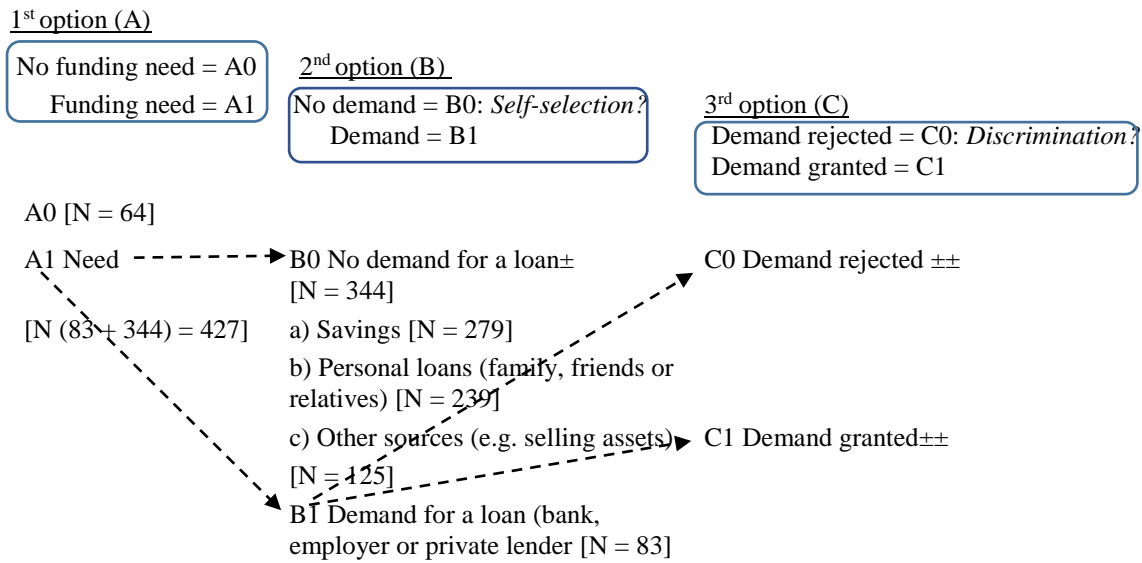 1st option (A)
No funding need = A0
Funding need = A1
2nd option (B)
No demand = B0: Self-selection?
Demand = B1
3rd option (C)
Demand rejected = C0: Discrimination?
Demand granted = C1
A0 [N = 64]
A1 Need
[N (83 + 344) = 427]
B0 No demand for a loan±
[N = 344]
a) Savings [N = 279]
b) Personal loans (family, friends or
relatives) [N = 239]
c) Other sources (e.g. selling assets)
[N = 125]
B1 Demand for a loan (bank,
employer or private lender [N = 83]
C0 Demand rejected ±±
C1 Demand granted±±